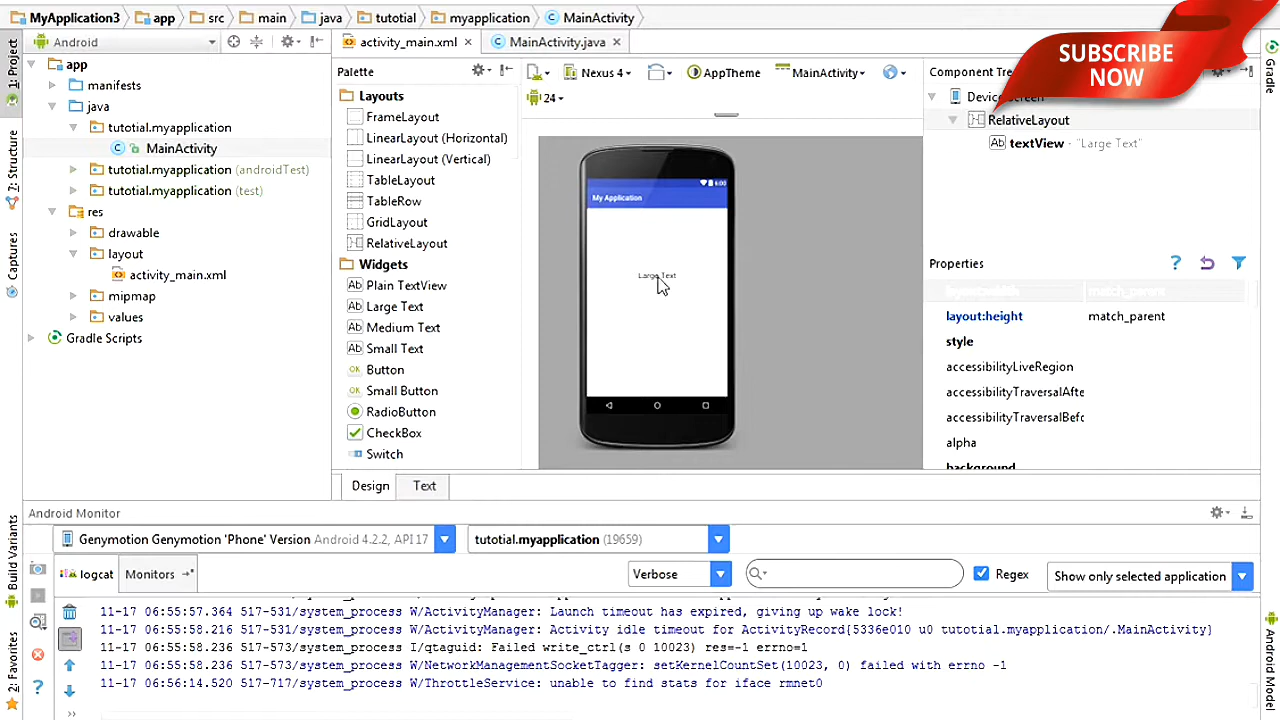 MyApplication3 app src main java tutotial myapplication MainActivity
SUBSCRIBE
NOW
1: Project
2: Structure
Captures
Build Variants
2: Favorites
Android
app
manifests
java
tutotial.myapplication
MainActivity
tutotial.myapplication (androidTest)
tutotial.myapplication (test)
res
drawable
layout
activity_main.xml
mipmap
values
Gradle Scripts
activity_main.xml MainActivity.java
Palette
Layouts
FrameLayout
LinearLayout (Horizontal)
LinearLayout (Vertical)
TableLayout
TableRow
GridLayout
RelativeLayout
Widgets
Plain TextView
Large Text
Medium Text
Small Text
Button
Small Button
RadioButton
CheckBox
Switch
Nexus 4 AppTheme MainActivity
24
6:00
My Application
Large Text
Design Text
Component Tree
Device Screen
RelativeLayout
textView - "Large Text"
Properties
layout:width match_parent
layout:height match_parent
style
accessibilityLiveRegion
accessibilityTraversalAfte
accessibilityTraversalBefo
alpha
background
Gradle
Android Model
Android Monitor
Genymotion Genymotion 'Phone' Version Android 4.2.2, API 17 tutotial.myapplication (19659)
logcat Monitors Verbose Regex Show only selected application
11-17 06:55:57.364 517-531/system_process W/ActivityManager: Launch timeout has expired, giving up wake lock!
11-17 06:55:58.216 517-531/system_process W/ActivityManager: Activity idle timeout for ActivityRecord{5336e010 u0 tutotial.myapplication/.MainActivity}
11-17 06:55:58.236 517-573/system_process I/qtaguid: Failed write_ctrl(s 0 10023) res=-1 errno=1
11-17 06:55:58.236 517-573/system_process W/NetworkManagementSocketTagger: setKernelCountSet(10023, 0) failed with errno -1
11-17 06:56:14.520 517-717/system_process W/ThrottleService: unable to find stats for iface rmnet0